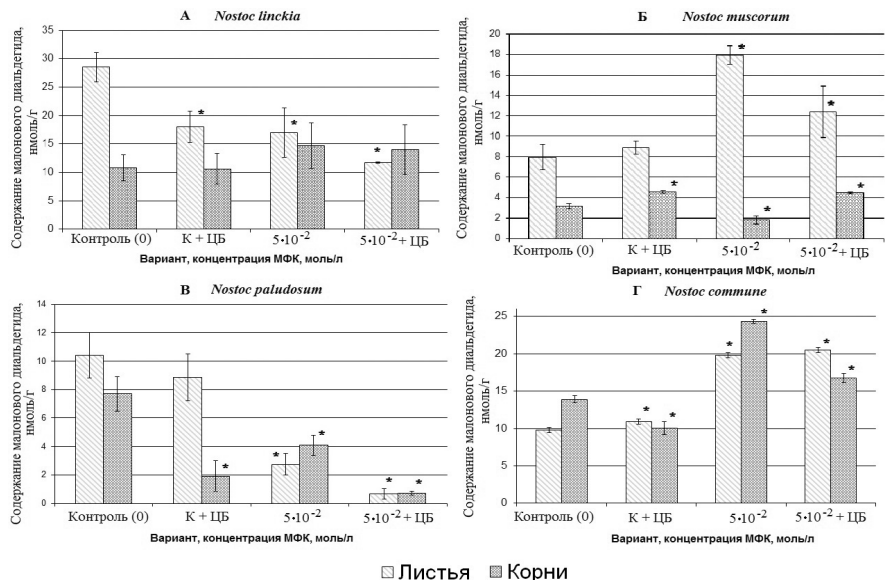 А Nostoc linckia
Содержание малонового диальдегида,
нмоль/г
35
30
25
20
15
10
5
0
*
*
*
Контроль (0) К + ЦБ 5•10⁻² 5•10⁻²+ ЦБ
Вариант, концентрация МФК, моль/л
Б Nostoc muscorum
Содержание малонового диальдегида,
нмоль/г
20
18
16
14
12
10
8
6
4
2
0
*
*
*
*
*
Контроль (0) К + ЦБ 5•10⁻² 5•10⁻²+ ЦБ
Вариант, концентрация МФК, моль/л
В Nostoc paludosum
Содержание малонового диальдегида,
нмоль/г
14
12
10
8
6
4
2
0
*
*
*
*
Контроль (0) К + ЦБ 5•10⁻² 5•10⁻²+ ЦБ
Вариант, концентрация МФК, моль/л
Г Nostoc commune
Содержание малонового диальдегида,
нмоль/г
25
20
15
10
5
0
*
*
*
*
*
*
Контроль (0) К + ЦБ 5•10⁻² 5•10⁻²+ ЦБ
Вариант, концентрация МФК, моль/л
Листья Корни